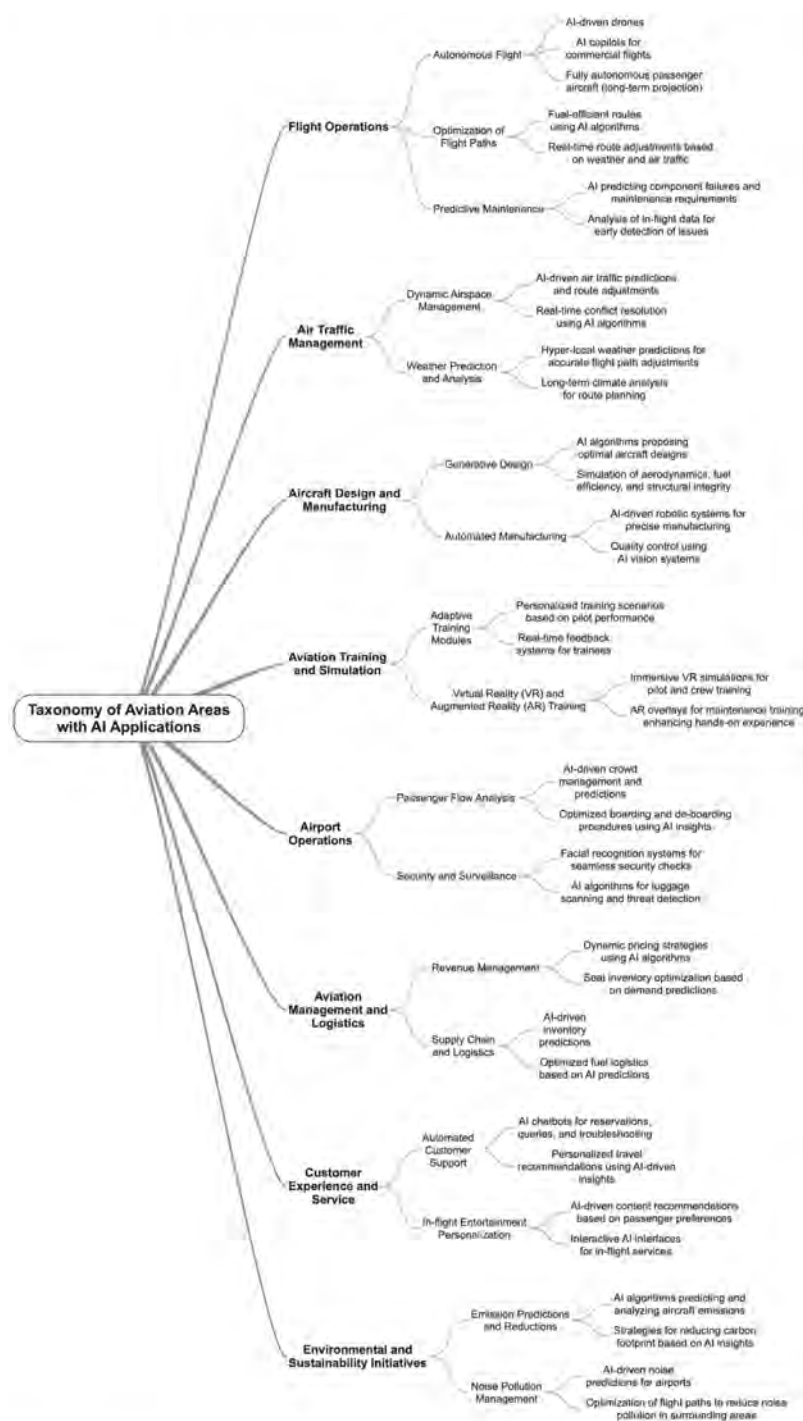 Taxonomy of Aviation Areas
with AI Applications
Flight Operations
Autonomous Flight
AI-driven drones
AI copilots for
commercial flights
Fully autonomous passenger
aircraft (long-term projection)
Optimization of
Flight Paths
Fuel-efficient routes
using AI algorithms
Real-time route adjustments based
on weather and air traffic
Predictive Maintenance
AI predicting component failures and
maintenance requirements
Analysis of in-flight data for
early detection of issues
Air Traffic
Management
Dynamic Airspace
Management
AI-driven air traffic predictions
and route adjustments
Real-time conflict resolution
using AI algorithms
Weather Prediction
and Analysis
Hyper-local weather predictions for
accurate flight path adjustments
Long-term climate analysis
for route planning
Aircraft Design and
Manufacturing
Generative Design
AI algorithms proposing
optimal aircraft designs
Simulation of aerodynamics, fuel
efficiency, and structural integrity
Automated Manufacturing
AI-driven robotic systems for
precise manufacturing
Quality control using
AI vision systems
Aviation Training
and Simulation
Adaptive
Training
Modules
Personalized training scenarios
based on pilot performance
Real-time feedback
systems for trainees
Virtual Reality (VR) and
Augmented Reality (AR) Training
Immersive VR simulations for
pilot and crew training
AR overlays for maintenance training
enhancing hands-on experience
Airport
Operations
Passenger Flow Analysis
AI-driven crowd
management and
predictions
Optimized boarding and de-boarding
procedures using AI insights
Security and Surveillance
Facial recognition systems for
seamless security checks
AI algorithms for luggage
scanning and threat detection
Aviation
Management and
Logistics
Revenue Management
Dynamic pricing strategies
using AI algorithms
Seat inventory optimization based
on demand predictions
Supply Chain
and Logistics
AI-driven
inventory
predictions
Optimized fuel logistics
based on AI predictions
Customer
Experience and
Service
Automated
Customer
Support
AI chatbots for reservations,
queries, and troubleshooting
Personalized travel
recommendations using AI-driven
insights
In-flight Entertainment
Personalization
AI-driven content recommendations
based on passenger preferences
Interactive AI interfaces
for in-flight services
Environmental and
Sustainability Initiatives
Emission Predictions
and Reductions
AI algorithms predicting and
analyzing aircraft emissions
Strategies for reducing carbon
footprint based on AI insights
Noise Pollution
Management
AI-driven noise
predictions for airports
Optimization of flight paths to reduce noise
pollution in surrounding areas